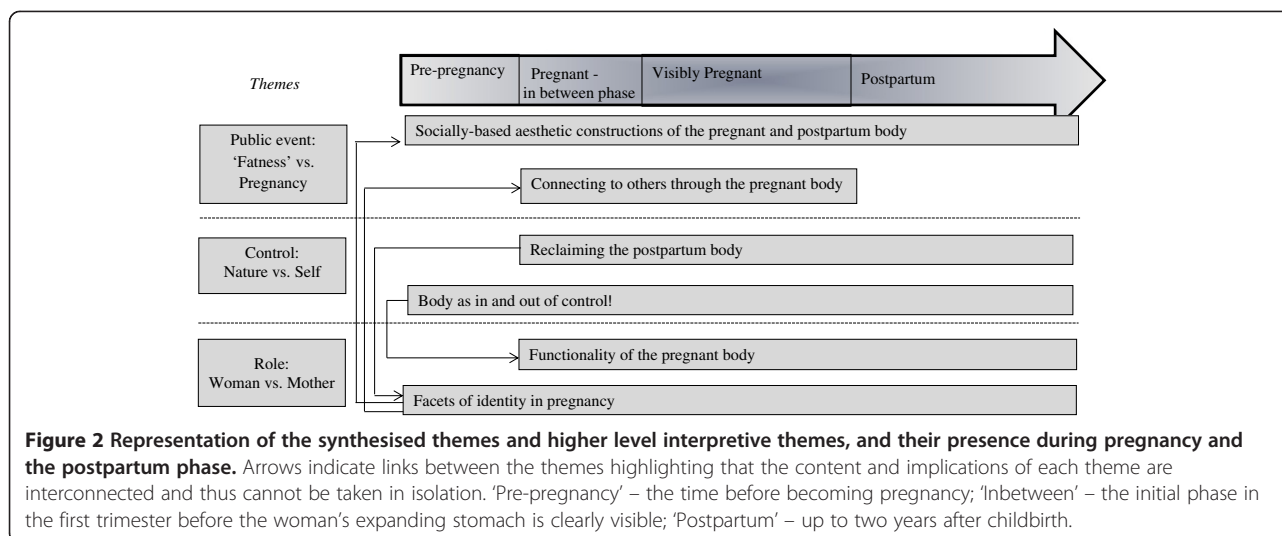 Themes
Pre-pregnancy
Pregnant -
in between phase
Visibly Pregnant
Postpartum
Public event:
‘Fatness’ vs.
Pregnancy
Socially-based aesthetic constructions of the pregnant and postpartum body
Connecting to others through the pregnant body
Control:
Nature vs. Self
Reclaiming the postpartum body
Body as in and out of control!
Role:
Woman vs. Mother
Functionality of the pregnant body
Facets of identity in pregnancy
Figure 2 Representation of the synthesised themes and higher level interpretive themes, and their presence during pregnancy and
the postpartum phase. Arrows indicate links between the themes highlighting that the content and implications of each theme are
interconnected and thus cannot be taken in isolation. ‘Pre-pregnancy’ – the time before becoming pregnancy; ‘Inbetween’ – the initial phase in
the first trimester before the woman’s expanding stomach is clearly visible; ‘Postpartum’ – up to two years after childbirth.